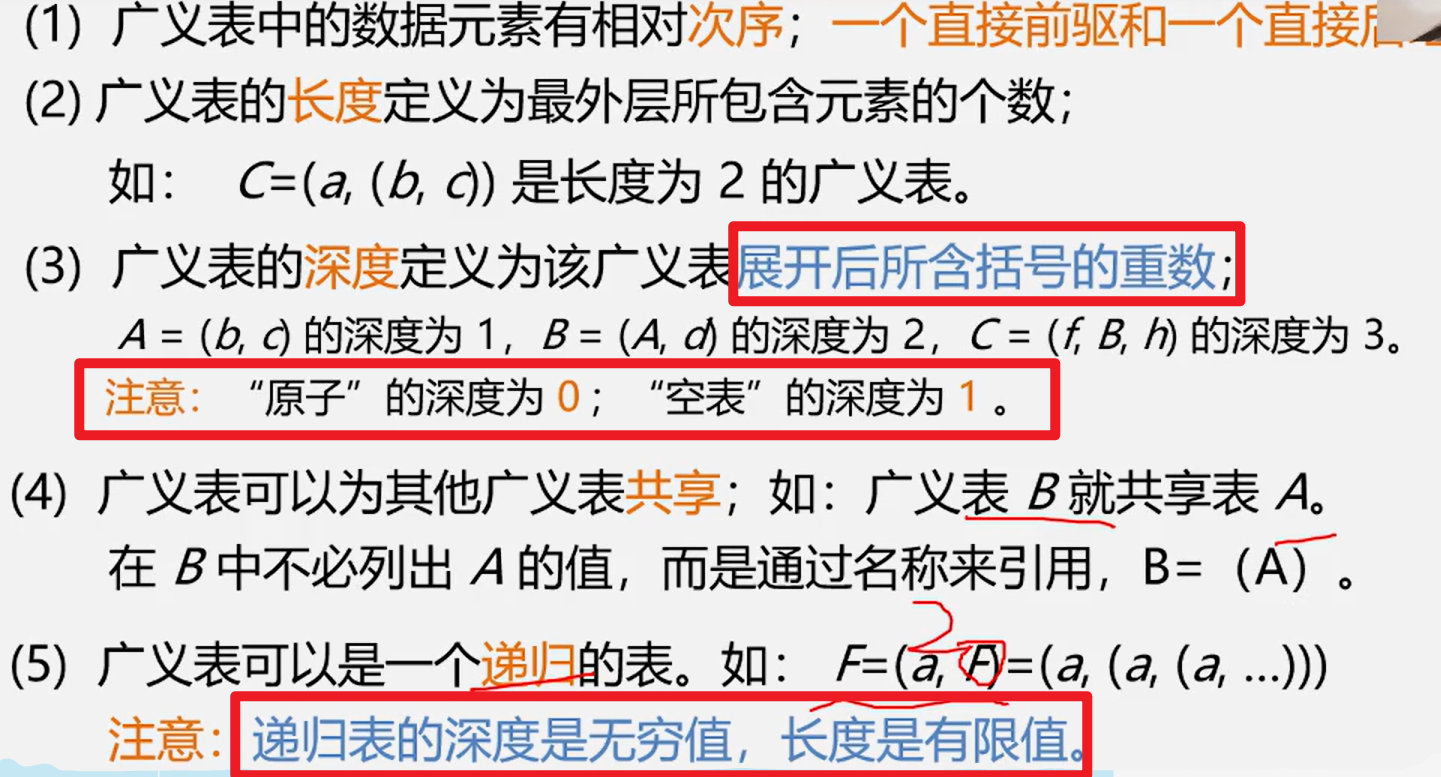 (1) 广义表中的数据元素有相对次序；一个直接前驱和一个直接
(2) 广义表的长度定义为最外层所包含元素的个数；
如： C=(a, (b, c)) 是长度为 2 的广义表。
(3) 广义表的深度定义为该广义表展开后所含括号的重数；
A = (b, c) 的深度为 1，B = (A, d) 的深度为 2，C = (f, B, h) 的深度为 3。
注意：“原子”的深度为 0；“空表”的深度为 1 。
(4) 广义表可以为其他广义表共享；如：广义表 B 就共享表 A。
在 B 中不必列出 A 的值，而是通过名称来引用，B=（A）。
2
(5) 广义表可以是一个递归的表。如： F=(a, F)=(a, (a, (a, …)))
注意：递归表的深度是无穷值，长度是有限值。